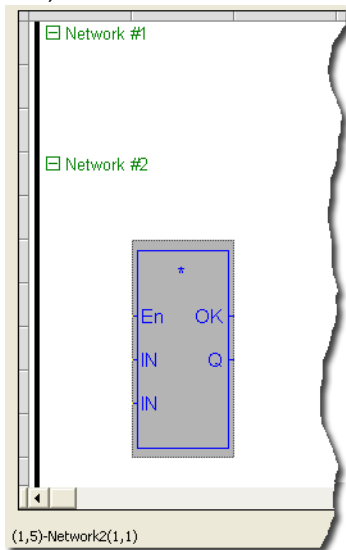 Network #1
Network #2
*
En OK
IN Q
IN
(1,5)-Network2(1,1)